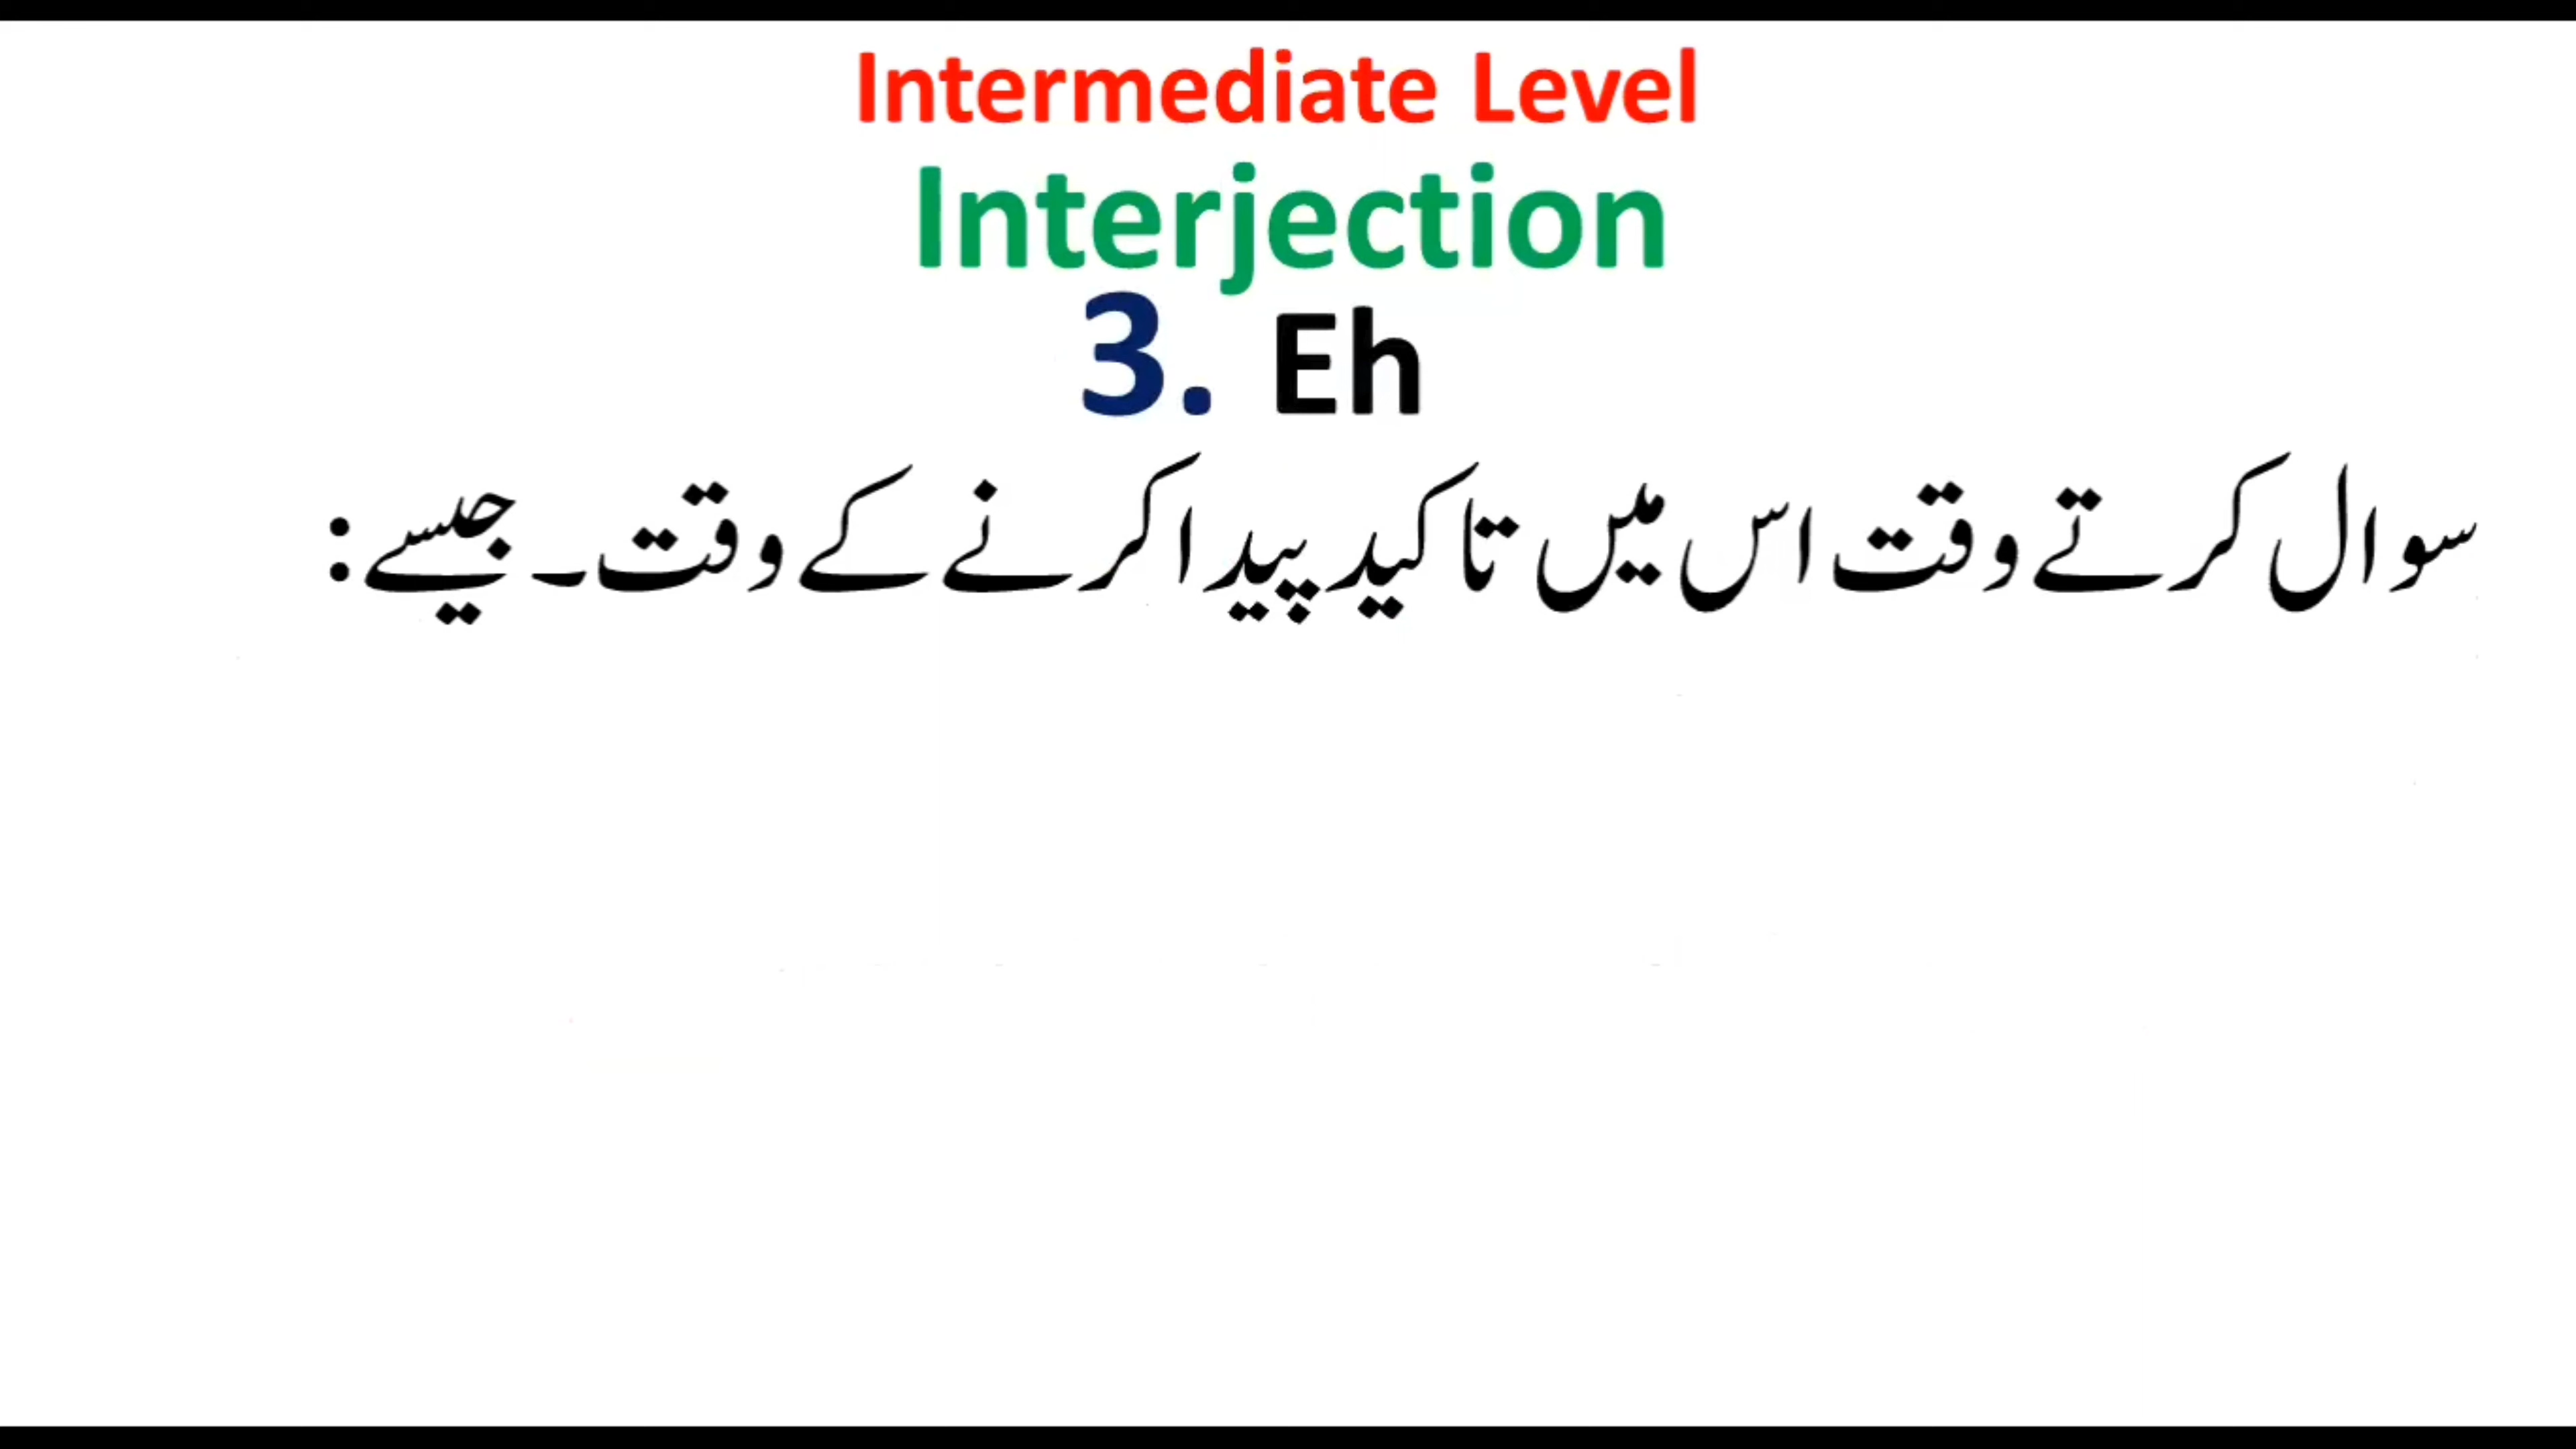 Intermediate Level
Interjection
3. Eh
سوال کرتے وقت اس میں تاکید پیدا کرنے کے وقت۔ جیسے: